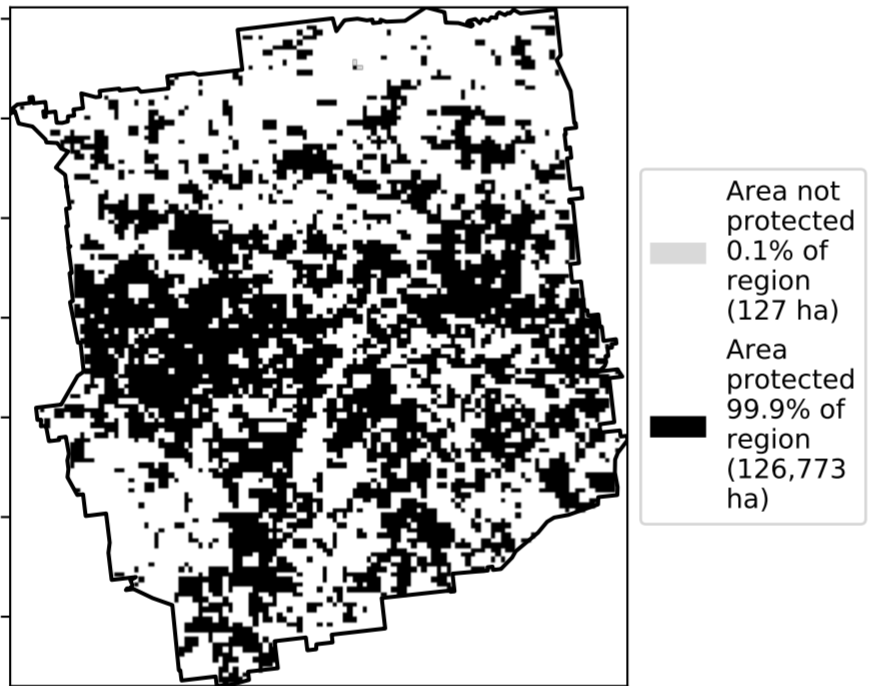 Area not
protected
0.1% of
region
(127 ha)
Area
protected
99.9% of
region
(126,773
ha)